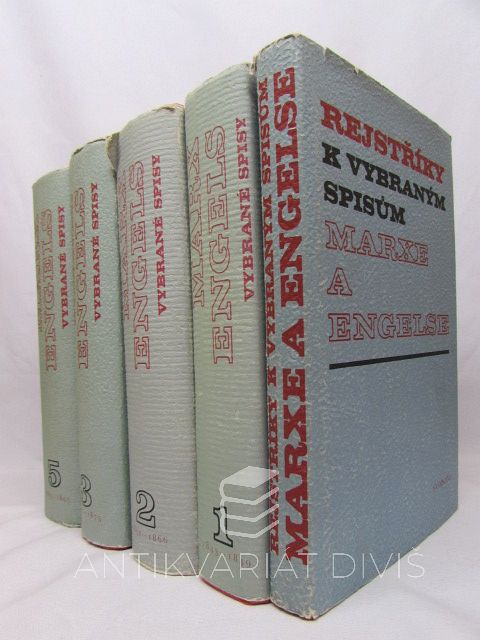 REJSTŘÍKY
K VYBRANÝM
SPISŮM
MARXE
A
ENGELSE
SVOBODA
REJSTŘÍKY K VYBRANÝM SPISŮM
MARXE A ENGELSE
MARX
ENGELS
VYBRANÉ SPISY
1
MARX
ENGELS
VYBRANÉ SPISY
2
ENGELS
VYBRANÉ SPISY
3
ENGELS
VYBRANÉ SPISY
5
ANTIKVARIÁT DIVIŠ